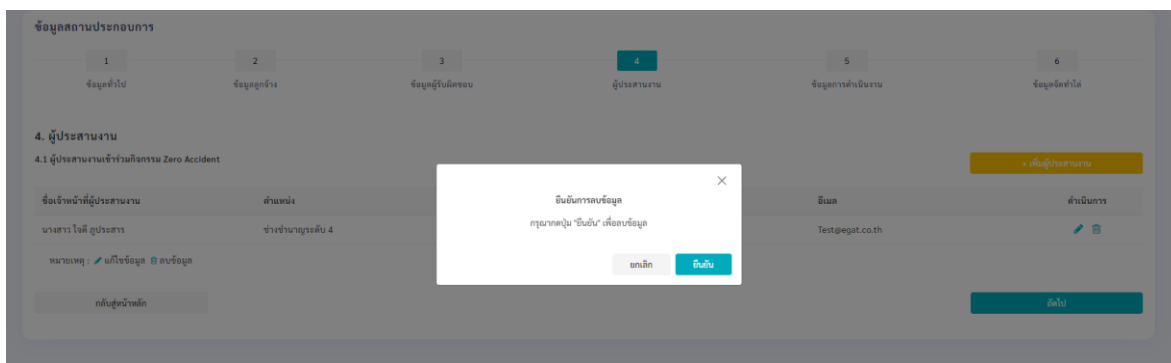 ข้อมูลสถานประกอบการ
1 2 3 4 5 6
ข้อมูลทั่วไป ข้อมูลลูกจ้าง ข้อมูลผู้รับผิดชอบ ผู้ประสานงาน ข้อมูลการดำเนินงาน ข้อมูลจัดทำโล่
4. ผู้ประสานงาน
4.1 ผู้ประสานงานเข้าร่วมกิจกรรม Zero Accident
+ เพิ่มผู้ประสานงาน
ยืนยันการลบข้อมูล
กรุณากดปุ่ม "ยืนยัน" เพื่อลบข้อมูล
ยกเลิก ยืนยัน
ชื่อเจ้าหน้าที่ผู้ประสานงาน ตำแหน่ง อีเมล ดำเนินการ
นางสาว ใจดี ภูประสาร ช่างชำนาญระดับ 4 Test@egat.co.th
หมายเหตุ : แก้ไขข้อมูล ลบข้อมูล
กลับสู่หน้าหลัก ถัดไป